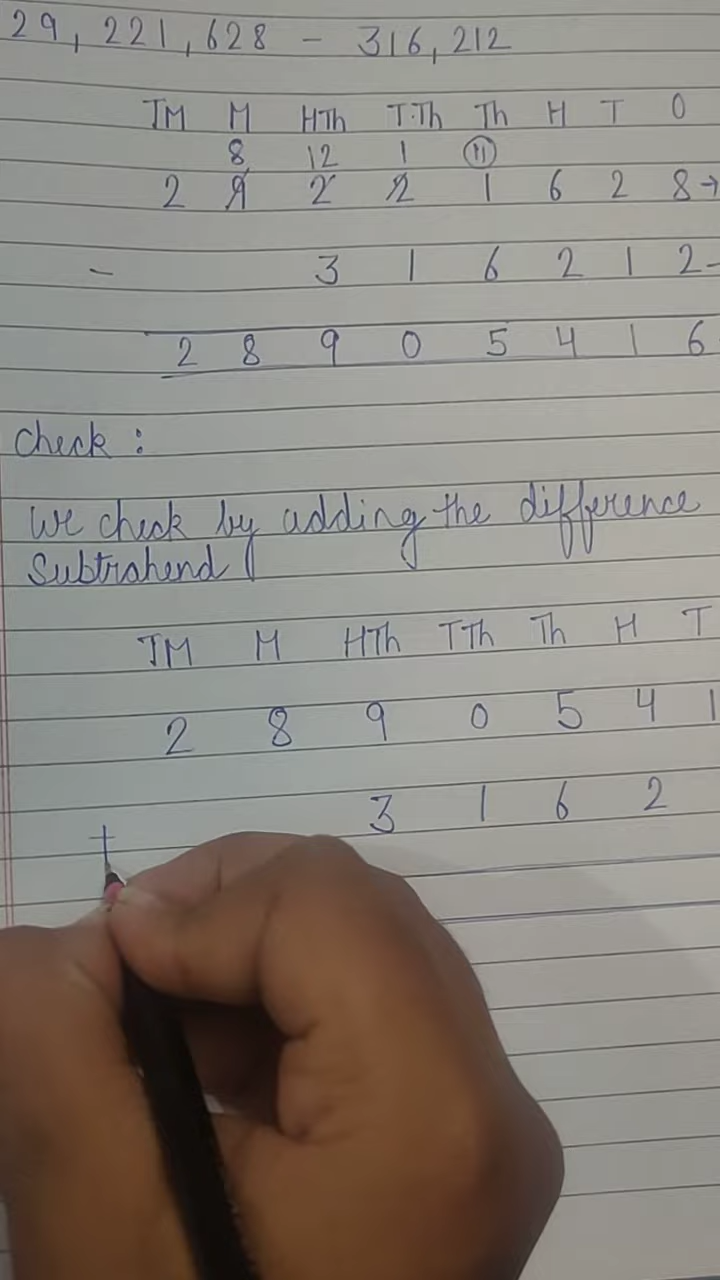 29,221,628 - 316,212
TM M HTh T.Th Th H T O
8 12 1 11
2 9 2 2 1 6 2 8 →
- 3 1 6 2 1 2 -
2 8 9 0 5 4 1 6
Check :
We check by adding the difference
Subtrahend
TM M HTh TTh Th H T
2 8 9 0 5 4 1
+ 3 1 6 2